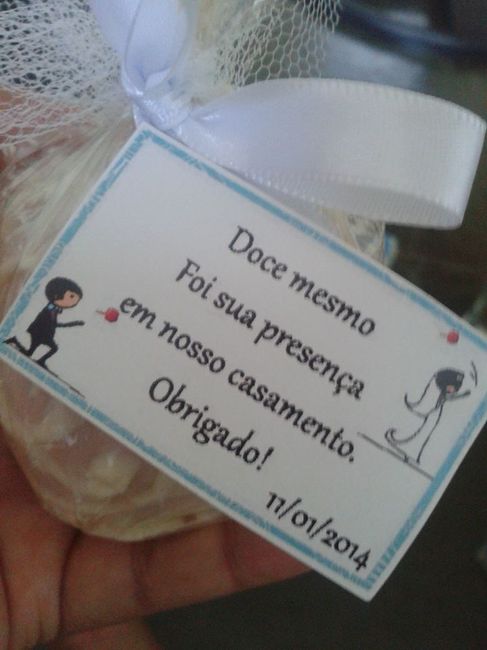 Doce mesmo
Foi sua presença
em nosso casamento.
Obrigado!
11/01/2014